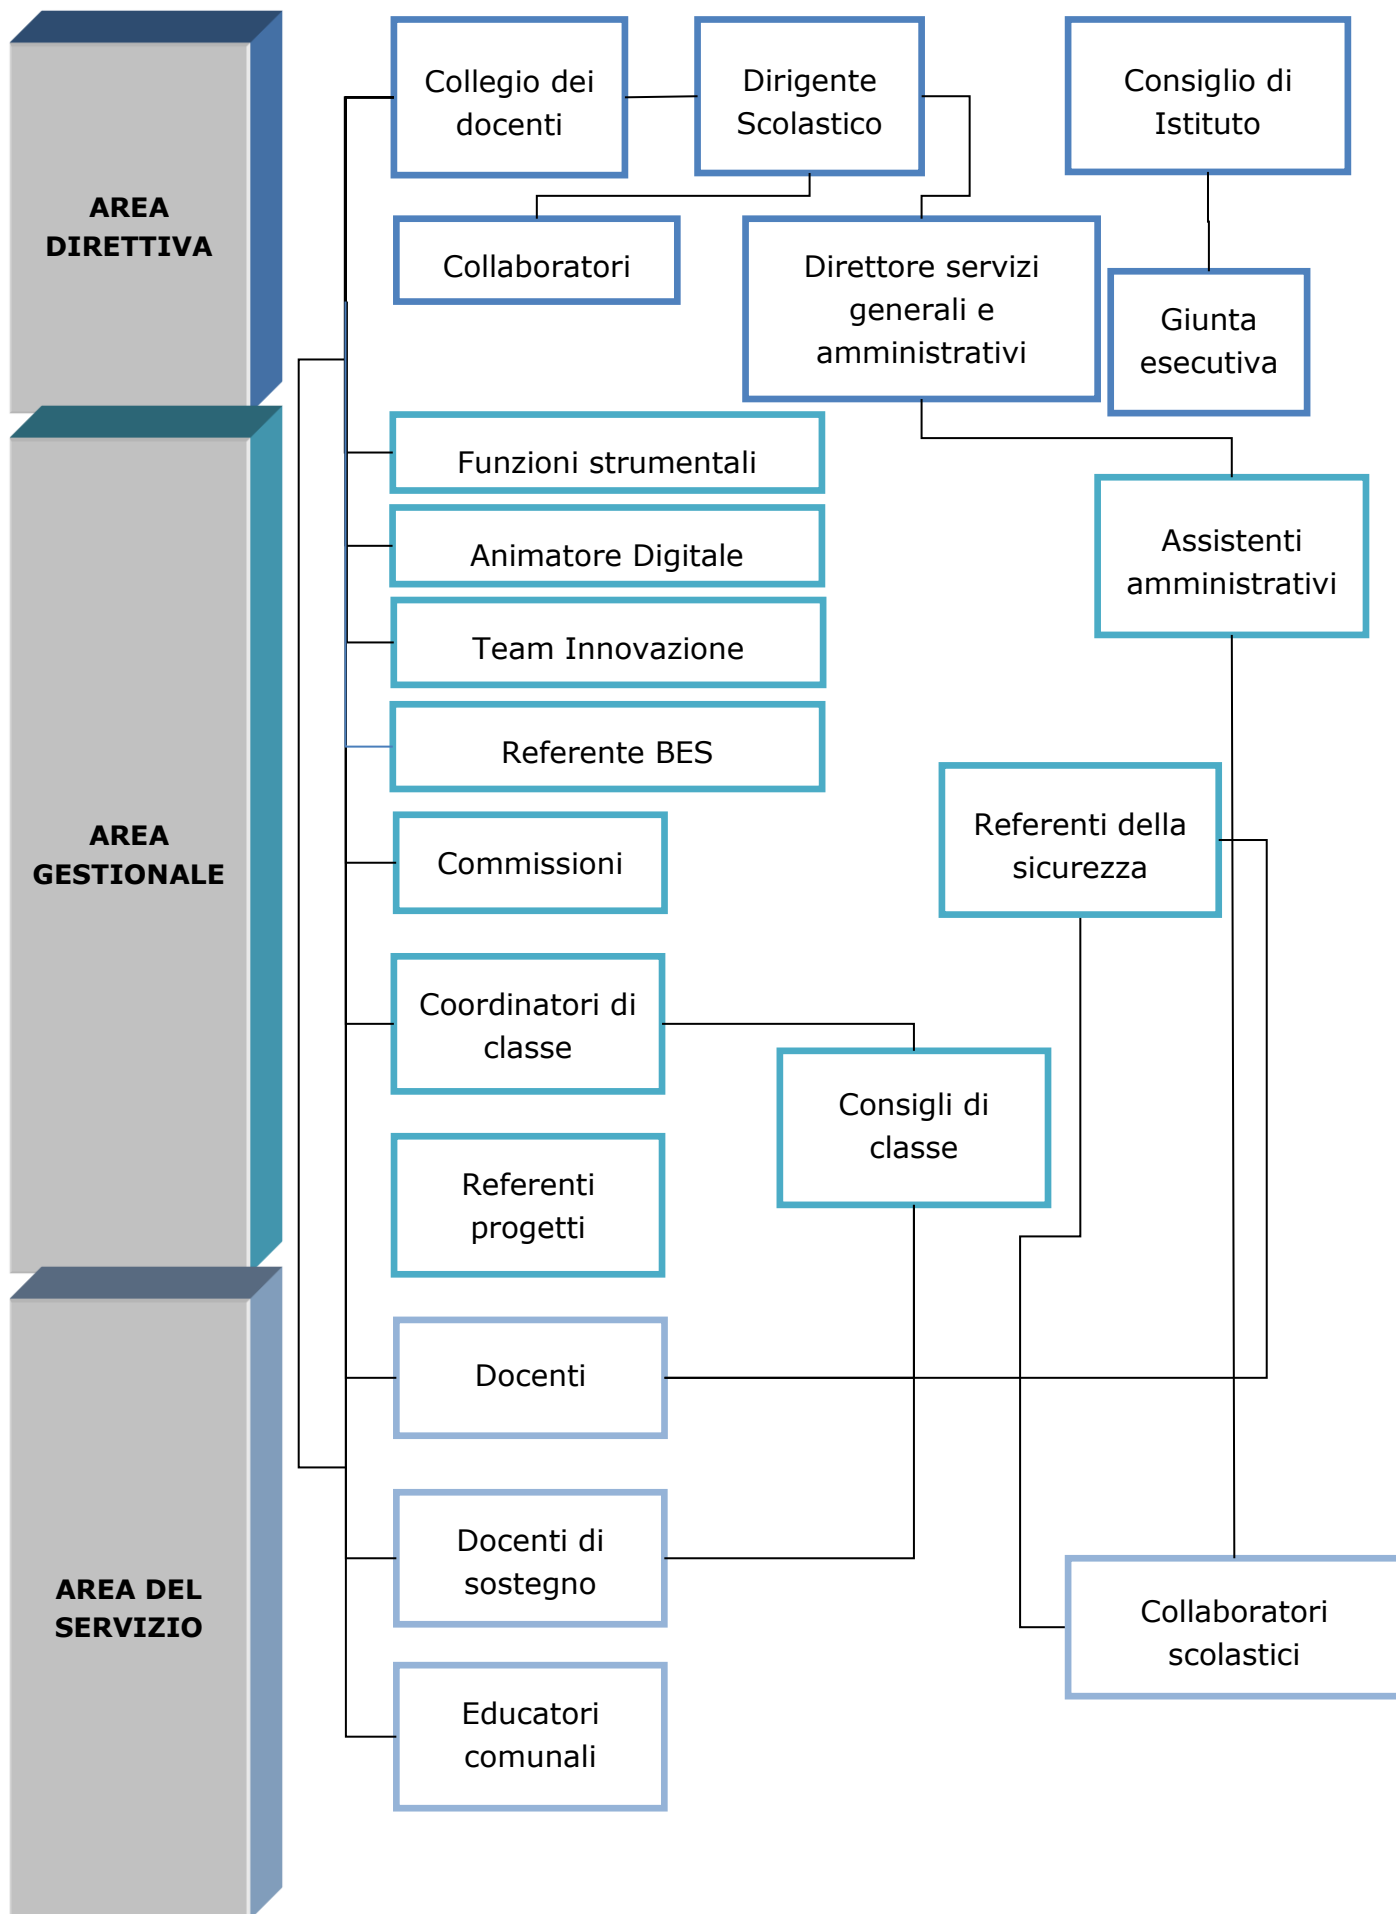 AREA
DIRETTIVA
Collegio dei
docenti
Dirigente
Scolastico
Consiglio di
Istituto
Collaboratori
Direttore servizi
generali e
amministrativi
Giunta
esecutiva
AREA
GESTIONALE
Funzioni strumentali
Animatore Digitale
Team Innovazione
Referente BES
Assistenti
amministrativi
Commissioni
Referenti della
sicurezza
Coordinatori di
classe
Consigli di
classe
Referenti
progetti
AREA DEL
SERVIZIO
Docenti
Docenti di
sostegno
Educatori
comunali
Collaboratori
scolastici